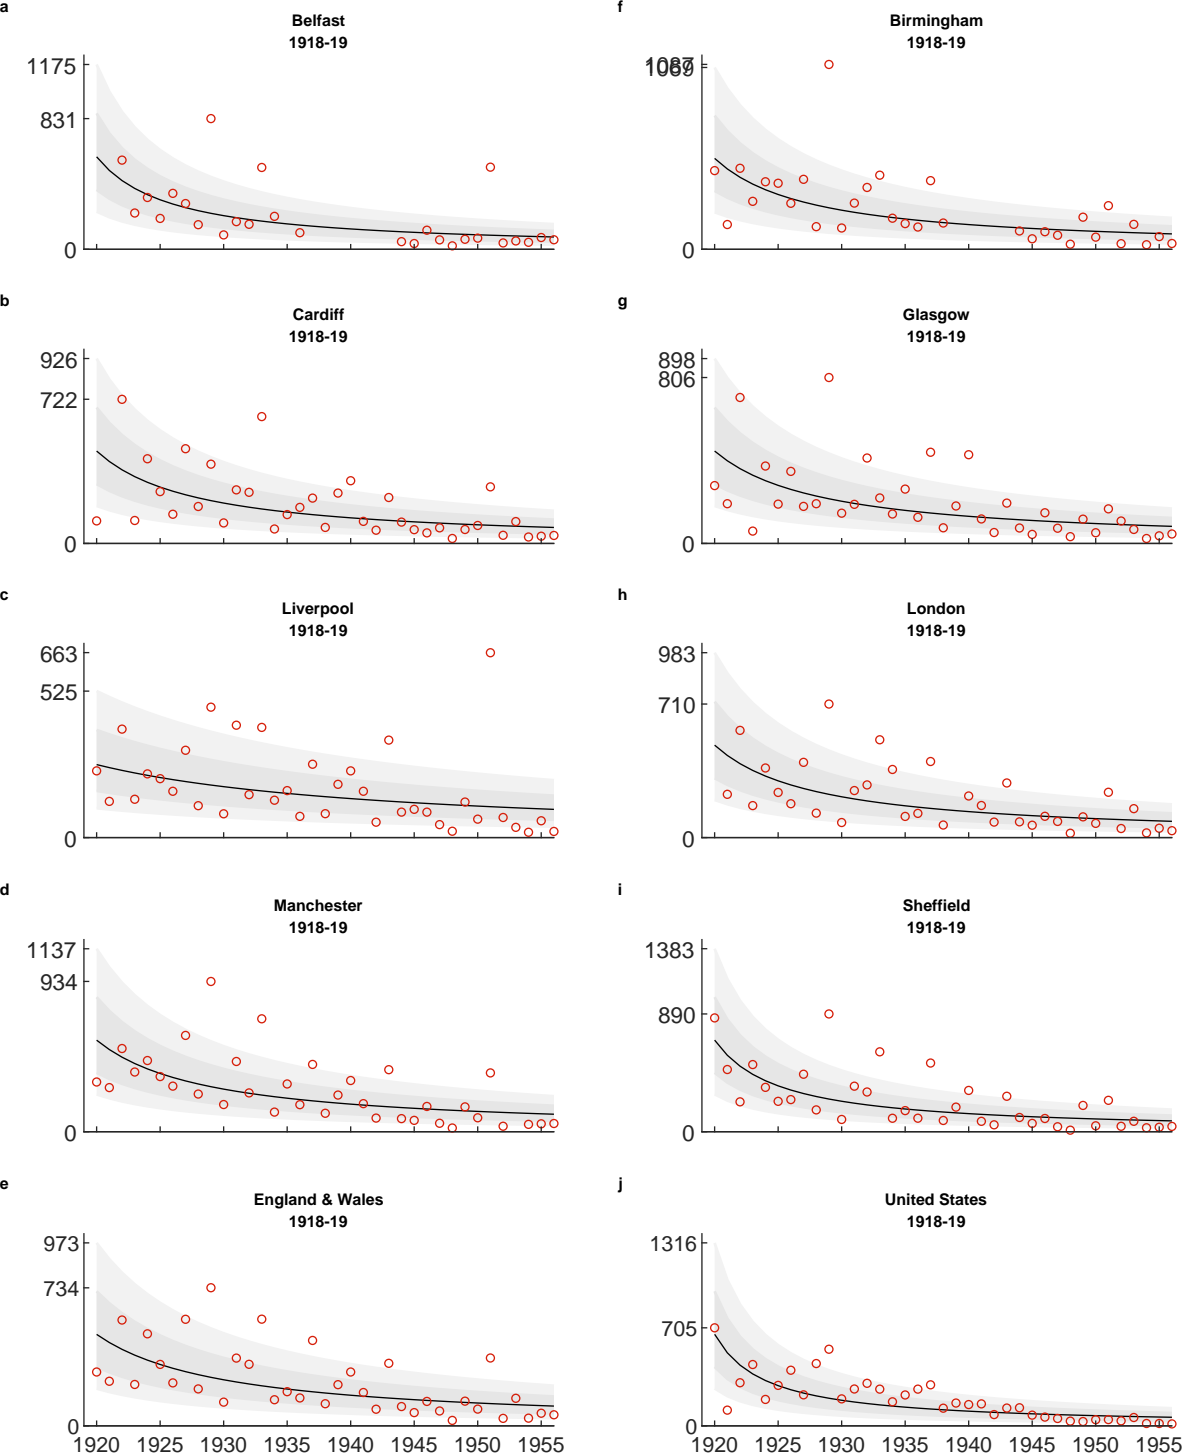 a
Belfast
1918-19
1175
831
0
f
Birmingham
1918-19
1087
1069
0
b
Cardiff
1918-19
926
722
0
g
Glasgow
1918-19
898
806
0
c
Liverpool
1918-19
663
525
0
h
London
1918-19
983
710
0
d
Manchester
1918-19
1137
934
0
i
Sheffield
1918-19
1383
890
0
e
England & Wales
1918-19
973
734
0
1920 1925 1930 1935 1940 1945 1950 1955
j
United States
1918-19
1316
705
0
1920 1925 1930 1935 1940 1945 1950 1955